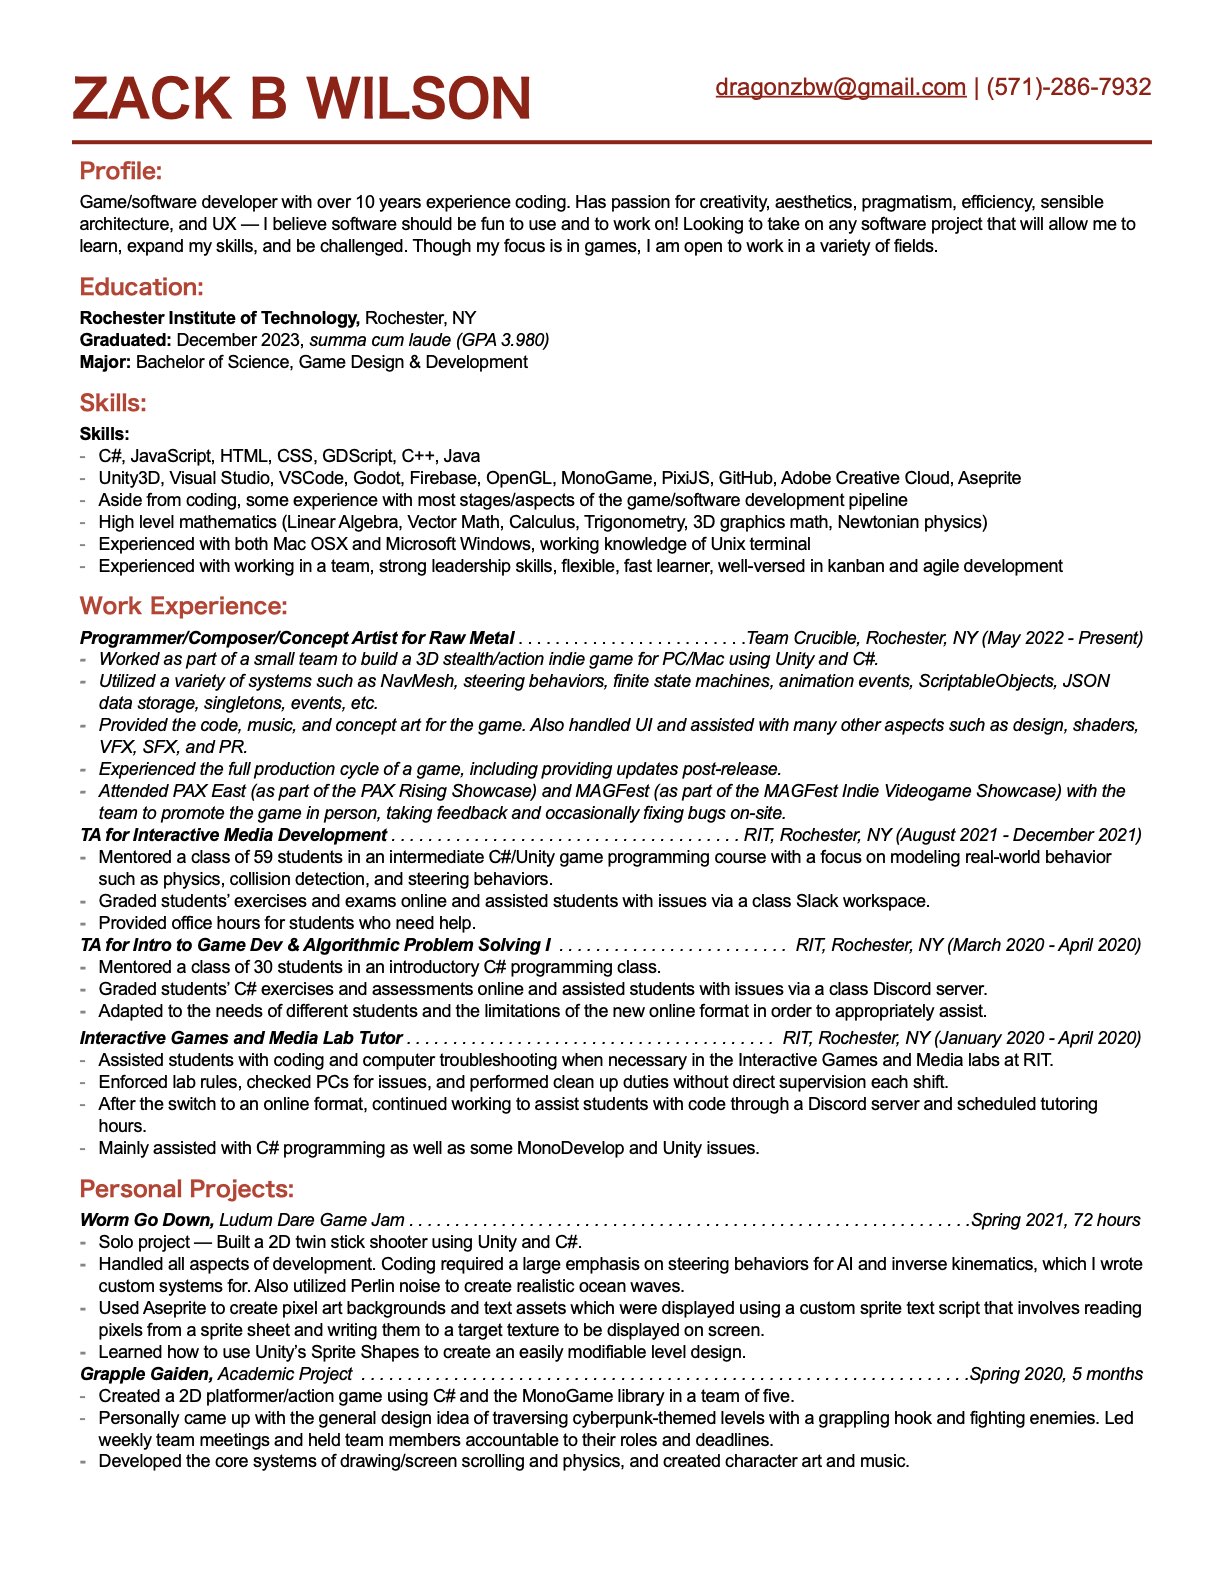 ZACK B WILSON
dragonzbw@gmail.com | (571)-286-7932
Profile:
Game/software developer with over 10 years experience coding. Has passion for creativity, aesthetics, pragmatism, efficiency, sensible
architecture, and UX — I believe software should be fun to use and to work on! Looking to take on any software project that will allow me to
learn, expand my skills, and be challenged. Though my focus is in games, I am open to work in a variety of fields.
Education:
Rochester Institute of Technology, Rochester, NY
Graduated: December 2023, summa cum laude (GPA 3.980)
Major: Bachelor of Science, Game Design & Development
Skills:
Skills:
- C#, JavaScript, HTML, CSS, GDScript, C++, Java
- Unity3D, Visual Studio, VSCode, Godot, Firebase, OpenGL, MonoGame, PixiJS, GitHub, Adobe Creative Cloud, Aseprite
- Aside from coding, some experience with most stages/aspects of the game/software development pipeline
- High level mathematics (Linear Algebra, Vector Math, Calculus, Trigonometry, 3D graphics math, Newtonian physics)
- Experienced with both Mac OSX and Microsoft Windows, working knowledge of Unix terminal
- Experienced with working in a team, strong leadership skills, flexible, fast learner, well-versed in kanban and agile development
Work Experience:
Programmer/Composer/Concept Artist for Raw Metal . . . . . . . . . . . . . . . . . . . . . . . . .Team Crucible, Rochester, NY (May 2022 - Present)
- Worked as part of a small team to build a 3D stealth/action indie game for PC/Mac using Unity and C#.
- Utilized a variety of systems such as NavMesh, steering behaviors, finite state machines, animation events, ScriptableObjects, JSON
data storage, singletons, events, etc.
- Provided the code, music, and concept art for the game. Also handled UI and assisted with many other aspects such as design, shaders,
VFX, SFX, and PR.
- Experienced the full production cycle of a game, including providing updates post-release.
- Attended PAX East (as part of the PAX Rising Showcase) and MAGFest (as part of the MAGFest Indie Videogame Showcase) with the
team to promote the game in person, taking feedback and occasionally fixing bugs on-site.
TA for Interactive Media Development . . . . . . . . . . . . . . . . . . . . . . . . . . . . . . . . . . . . . . RIT, Rochester, NY (August 2021 - December 2021)
- Mentored a class of 59 students in an intermediate C#/Unity game programming course with a focus on modeling real-world behavior
such as physics, collision detection, and steering behaviors.
- Graded students’ exercises and exams online and assisted students with issues via a class Slack workspace.
- Provided office hours for students who need help.
TA for Intro to Game Dev & Algorithmic Problem Solving I . . . . . . . . . . . . . . . . . . . . . . . . . RIT, Rochester, NY (March 2020 - April 2020)
- Mentored a class of 30 students in an introductory C# programming class.
- Graded students’ C# exercises and assessments online and assisted students with issues via a class Discord server.
- Adapted to the needs of different students and the limitations of the new online format in order to appropriately assist.
Interactive Games and Media Lab Tutor . . . . . . . . . . . . . . . . . . . . . . . . . . . . . . . . . . . . . . . . RIT, Rochester, NY (January 2020 - April 2020)
- Assisted students with coding and computer troubleshooting when necessary in the Interactive Games and Media labs at RIT.
- Enforced lab rules, checked PCs for issues, and performed clean up duties without direct supervision each shift.
- After the switch to an online format, continued working to assist students with code through a Discord server and scheduled tutoring
hours.
- Mainly assisted with C# programming as well as some MonoDevelop and Unity issues.
Personal Projects:
Worm Go Down, Ludum Dare Game Jam . . . . . . . . . . . . . . . . . . . . . . . . . . . . . . . . . . . . . . . . . . . . . . . . . . . . . . . . . . . . .Spring 2021, 72 hours
- Solo project — Built a 2D twin stick shooter using Unity and C#.
- Handled all aspects of development. Coding required a large emphasis on steering behaviors for AI and inverse kinematics, which I wrote
custom systems for. Also utilized Perlin noise to create realistic ocean waves.
- Used Aseprite to create pixel art backgrounds and text assets which were displayed using a custom sprite text script that involves reading
pixels from a sprite sheet and writing them to a target texture to be displayed on screen.
- Learned how to use Unity’s Sprite Shapes to create an easily modifiable level design.
Grapple Gaiden, Academic Project . . . . . . . . . . . . . . . . . . . . . . . . . . . . . . . . . . . . . . . . . . . . . . . . . . . . . . . . . . . . . . . . . .Spring 2020, 5 months
- Created a 2D platformer/action game using C# and the MonoGame library in a team of five.
- Personally came up with the general design idea of traversing cyberpunk-themed levels with a grappling hook and fighting enemies. Led
weekly team meetings and held team members accountable to their roles and deadlines.
- Developed the core systems of drawing/screen scrolling and physics, and created character art and music.